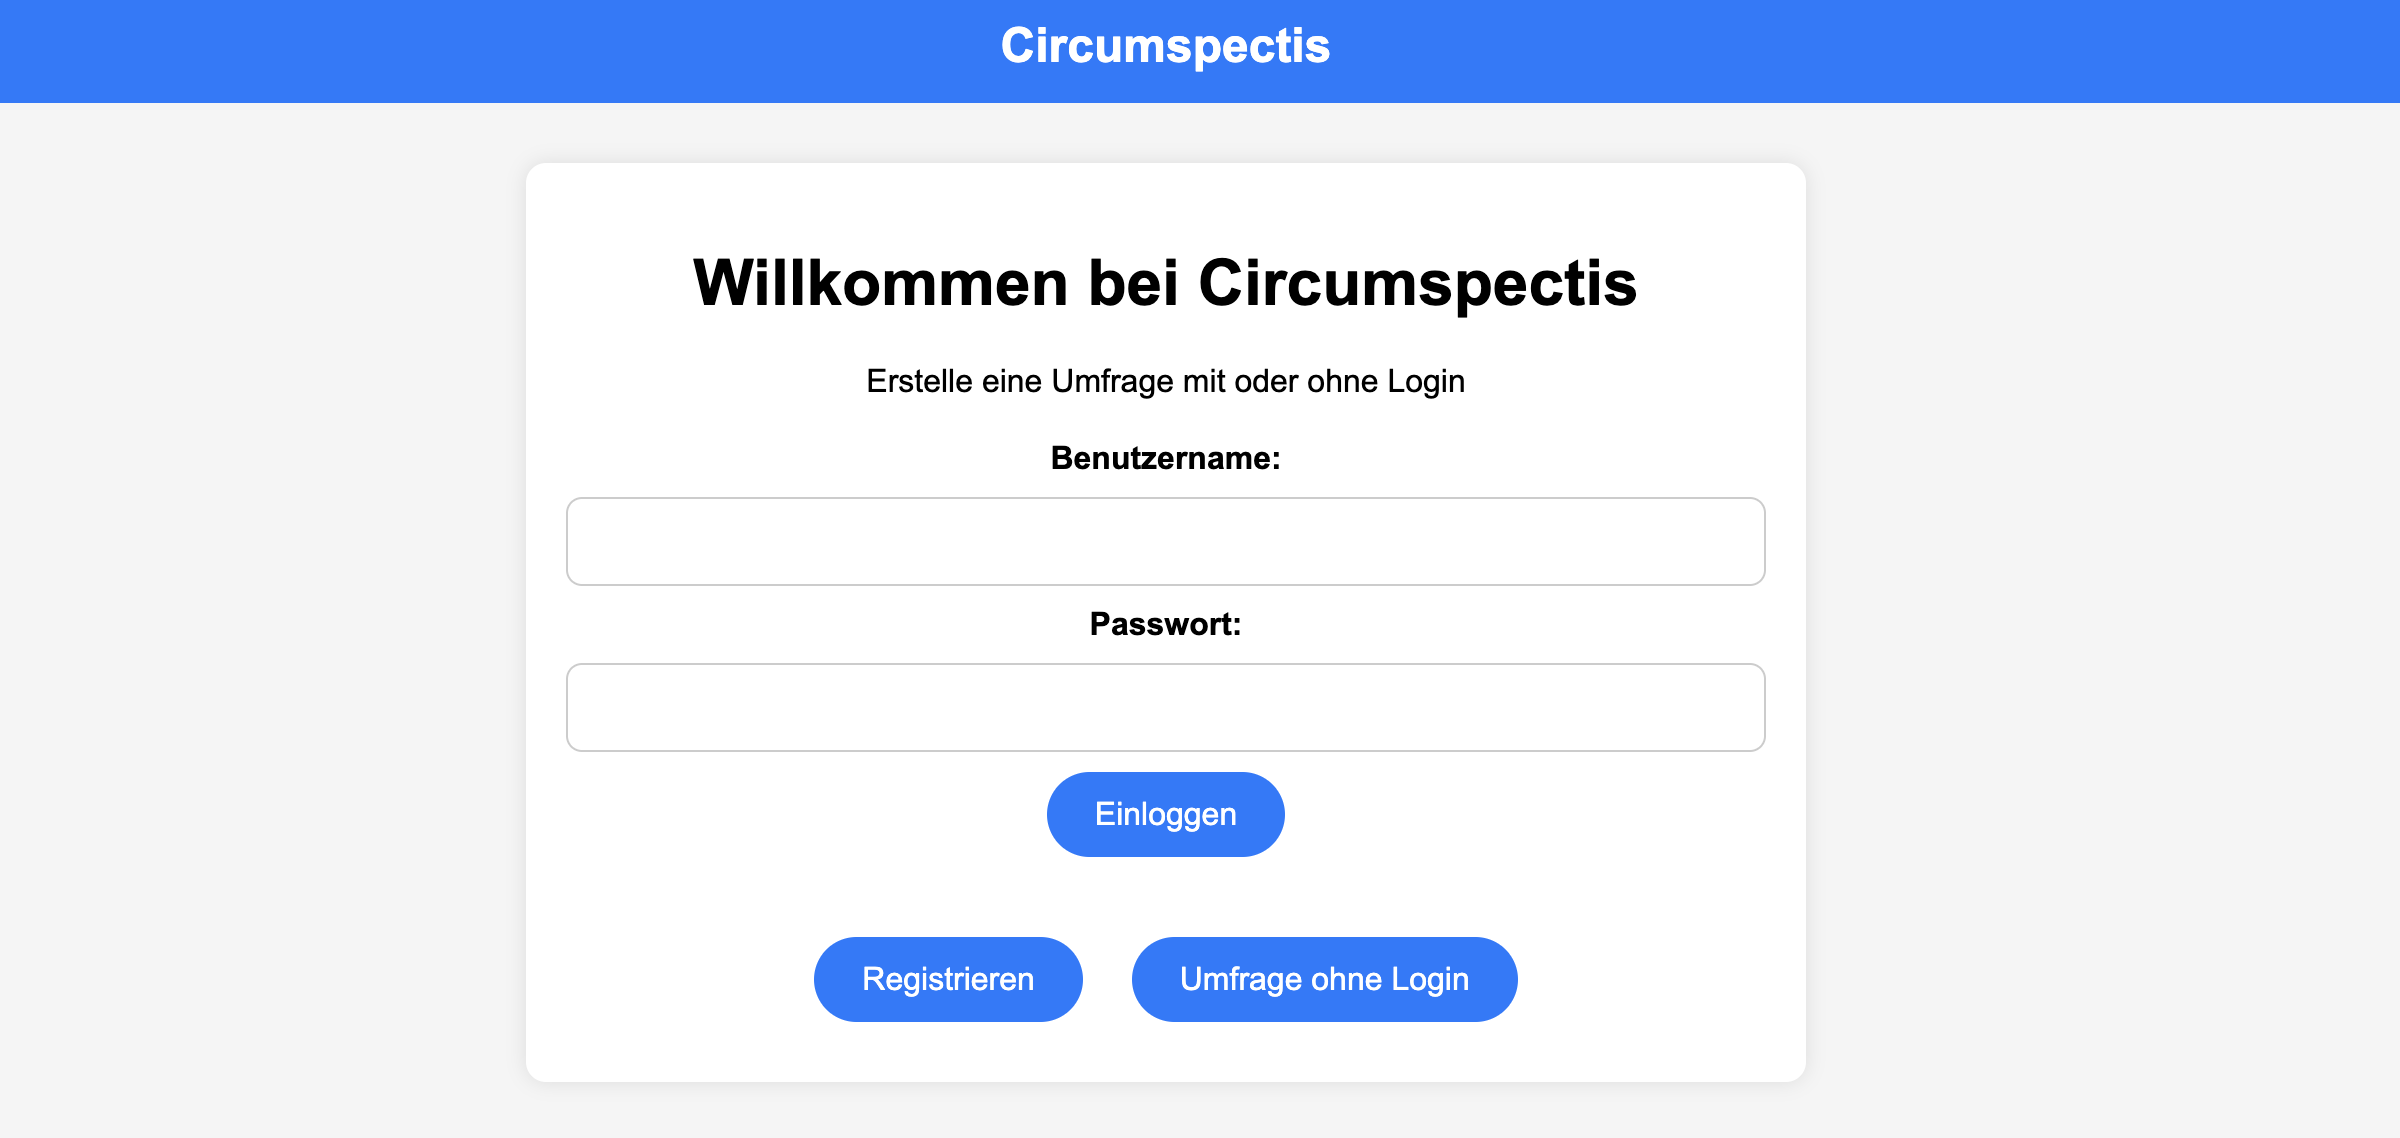 Circumspectis
Willkommen bei Circumspectis
Erstelle eine Umfrage mit oder ohne Login
Benutzername:
Passwort:
Einloggen
Registrieren
Umfrage ohne Login